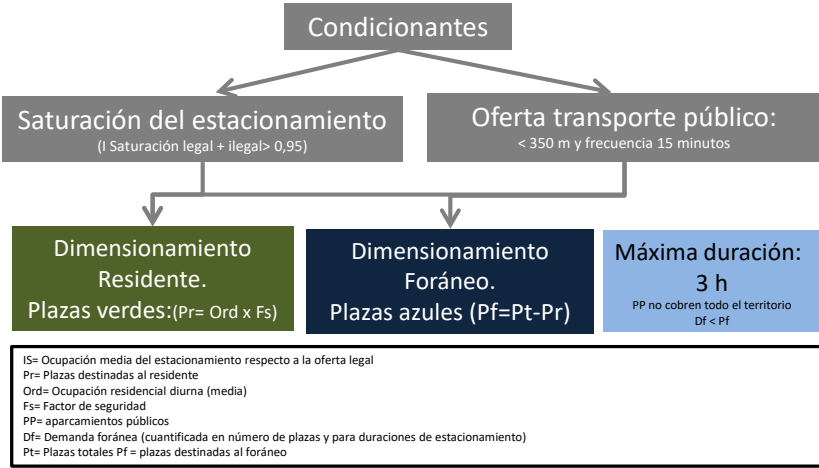 Condicionantes
Saturación del estacionamiento
(I Saturación legal + ilegal> 0,95)
Oferta transporte público:
< 350 m y frecuencia 15 minutos
Dimensionamiento
Residente.
Plazas verdes:(Pr= Ord x Fs)
Dimensionamiento
Foráneo.
Plazas azules (Pf=Pt-Pr)
Máxima duración:
3 h
PP no cobren todo el territorio
Df < Pf
IS= Ocupación media del estacionamiento respecto a la oferta legal
Pr= Plazas destinadas al residente
Ord= Ocupación residencial diurna (media)
Fs= Factor de seguridad
PP= aparcamientos públicos
Df= Demanda foránea (cuantificada en número de plazas y para duraciones de estacionamiento)
Pt= Plazas totales Pf = plazas destinadas al foráneo